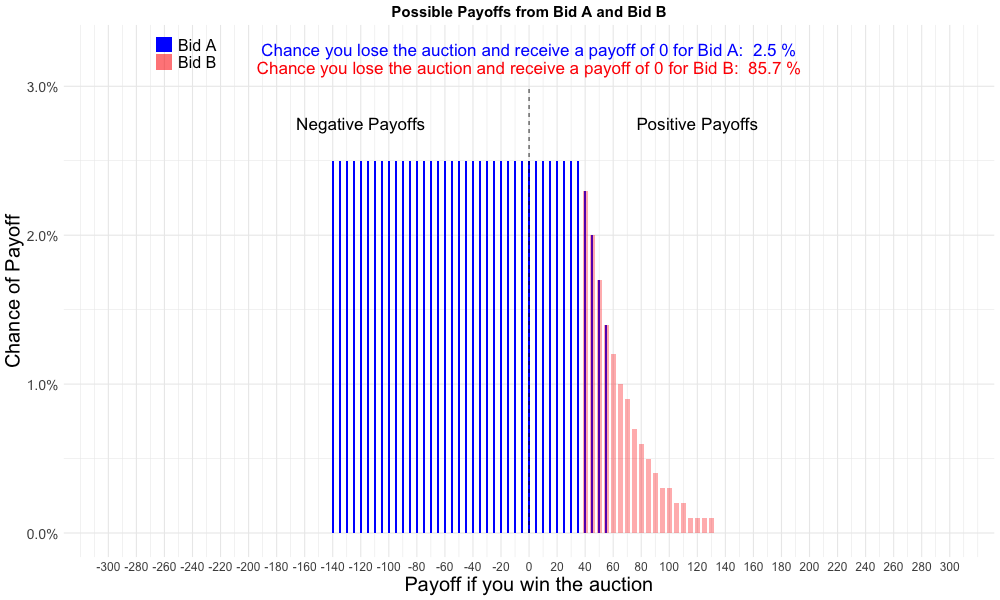 Possible Payoffs from Bid A and Bid B
Bid A
Bid B
Chance you lose the auction and receive a payoff of 0 for Bid A:  2.5 %
Chance you lose the auction and receive a payoff of 0 for Bid B:  85.7 %
Negative Payoffs
Positive Payoffs
Chance of Payoff
3.0%
2.0%
1.0%
0.0%
-300 -280 -260 -240 -220 -200 -180 -160 -140 -120 -100 -80 -60 -40 -20 0 20 40 60 80 100 120 140 160 180 200 220 240 260 280 300
Payoff if you win the auction